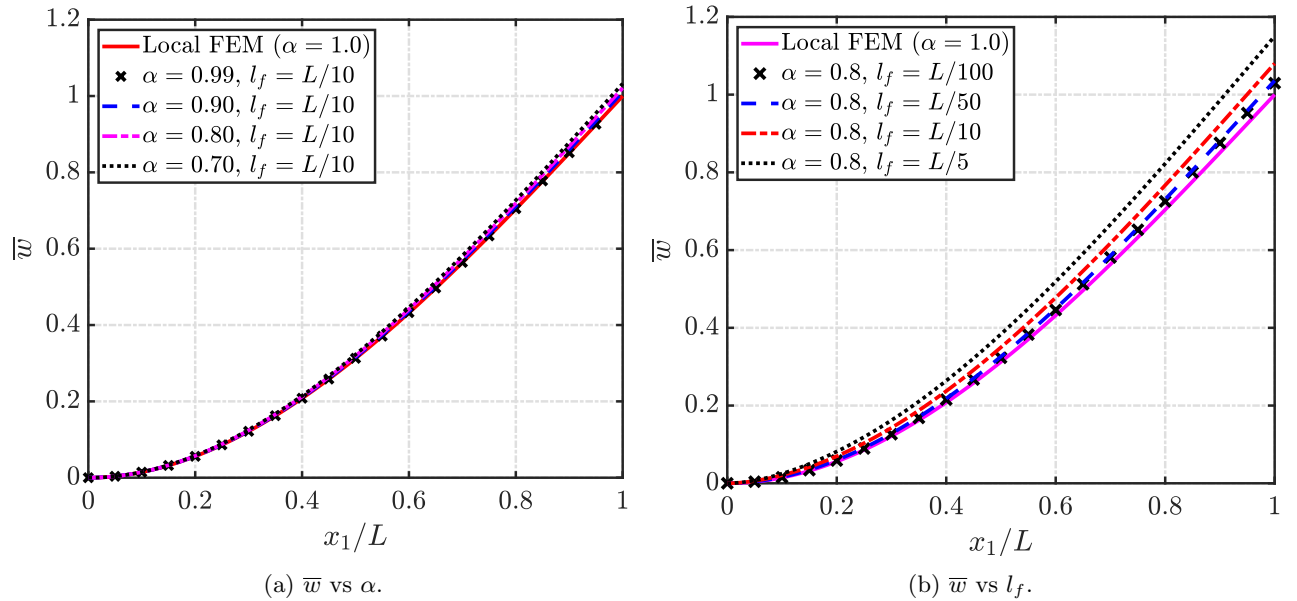 1.2
1
0.8
0.6
0.4
0.2
0
w̅
Local FEM (α = 1.0)
α = 0.99, l_f = L/10
α = 0.90, l_f = L/10
α = 0.80, l_f = L/10
α = 0.70, l_f = L/10
0 0.2 0.4 0.6 0.8 1
x₁/L
(a) w̅ vs α.
1.2
1
0.8
0.6
0.4
0.2
0
w̅
Local FEM (α = 1.0)
α = 0.8, l_f = L/100
α = 0.8, l_f = L/50
α = 0.8, l_f = L/10
α = 0.8, l_f = L/5
0 0.2 0.4 0.6 0.8 1
x₁/L
(b) w̅ vs l_f.